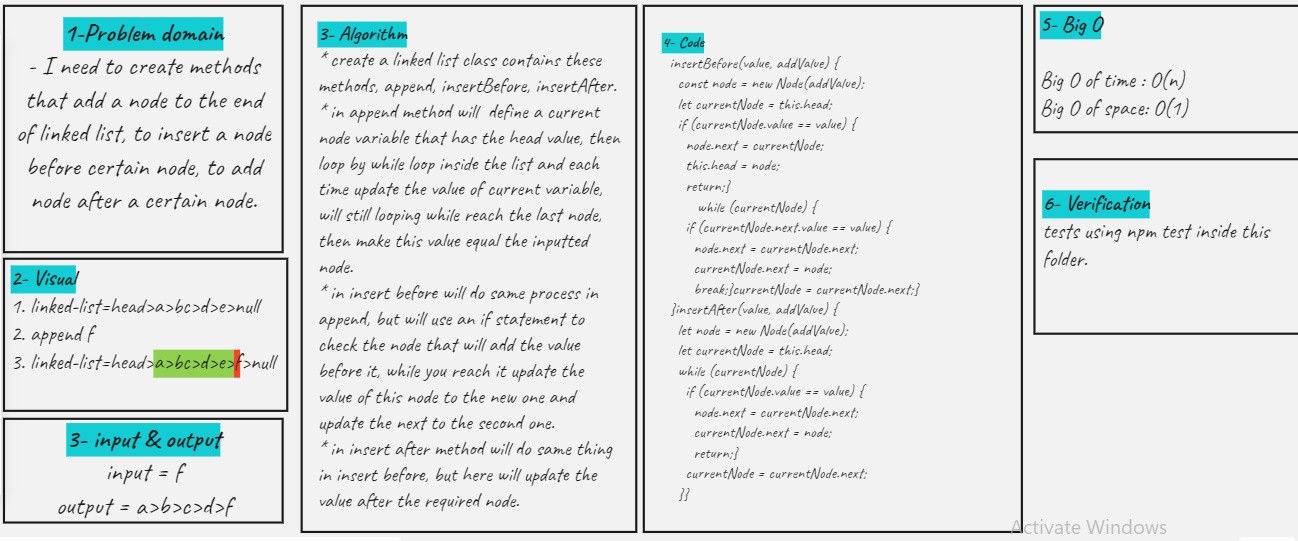 1-Problem domain
- I need to create methods
that add a node to the end
of linked list, to insert a node
before certain node, to add
node after a certain node.
2- Visual
1. linked-list=head>a>bc>d>e>null
2. append f
3. linked-list=head>a>bc>d>e>f>null
3- input & output
input = f
output = a>b>c>d>f
3- Algorithm
* create a linked list class contains these
methods, append, insertBefore, insertAfter.
* in append method will define a current
node variable that has the head value, then
loop by while loop inside the list and each
time update the value of current variable,
will still looping while reach the last node,
then make this value equal the inputted
node.
* in insert before will do same process in
append, but will use an if statement to
check the node that will add the value
before it, while you reach it update the
value of this node to the new one and
update the next to the second one.
* in insert after method will do same thing
in insert before, but here will update the
value after the required node.
4- Code
insertBefore(value, addValue) {
const node = new Node(addValue);
let currentNode = this.head;
if (currentNode.value == value) {
node.next = currentNode;
this.head = node;
return;}
while (currentNode) {
if (currentNode.next.value == value) {
node.next = currentNode.next;
currentNode.next = node;
break;}currentNode = currentNode.next;}
}insertAfter(value, addValue) {
let node = new Node(addValue);
let currentNode = this.head;
while (currentNode) {
if (currentNode.value == value) {
node.next = currentNode.next;
currentNode.next = node;
return;}
currentNode = currentNode.next;
}}
5- Big O
Big O of time : O(n)
Big O of space: O(1)
6- Verification
tests using npm test inside this
folder.
Activate Windows